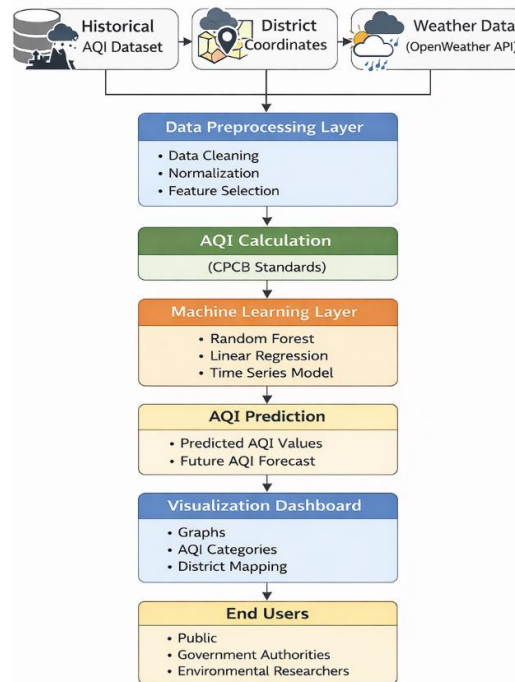 Historical
AQI Dataset
District
Coordinates
Weather Data
(OpenWeather API)
Data Preprocessing Layer
• Data Cleaning
• Normalization
• Feature Selection
AQI Calculation
(CPCB Standards)
Machine Learning Layer
• Random Forest
• Linear Regression
• Time Series Model
AQI Prediction
• Predicted AQI Values
• Future AQI Forecast
Visualization Dashboard
• Graphs
• AQI Categories
• District Mapping
End Users
• Public
• Government Authorities
• Environmental Researchers